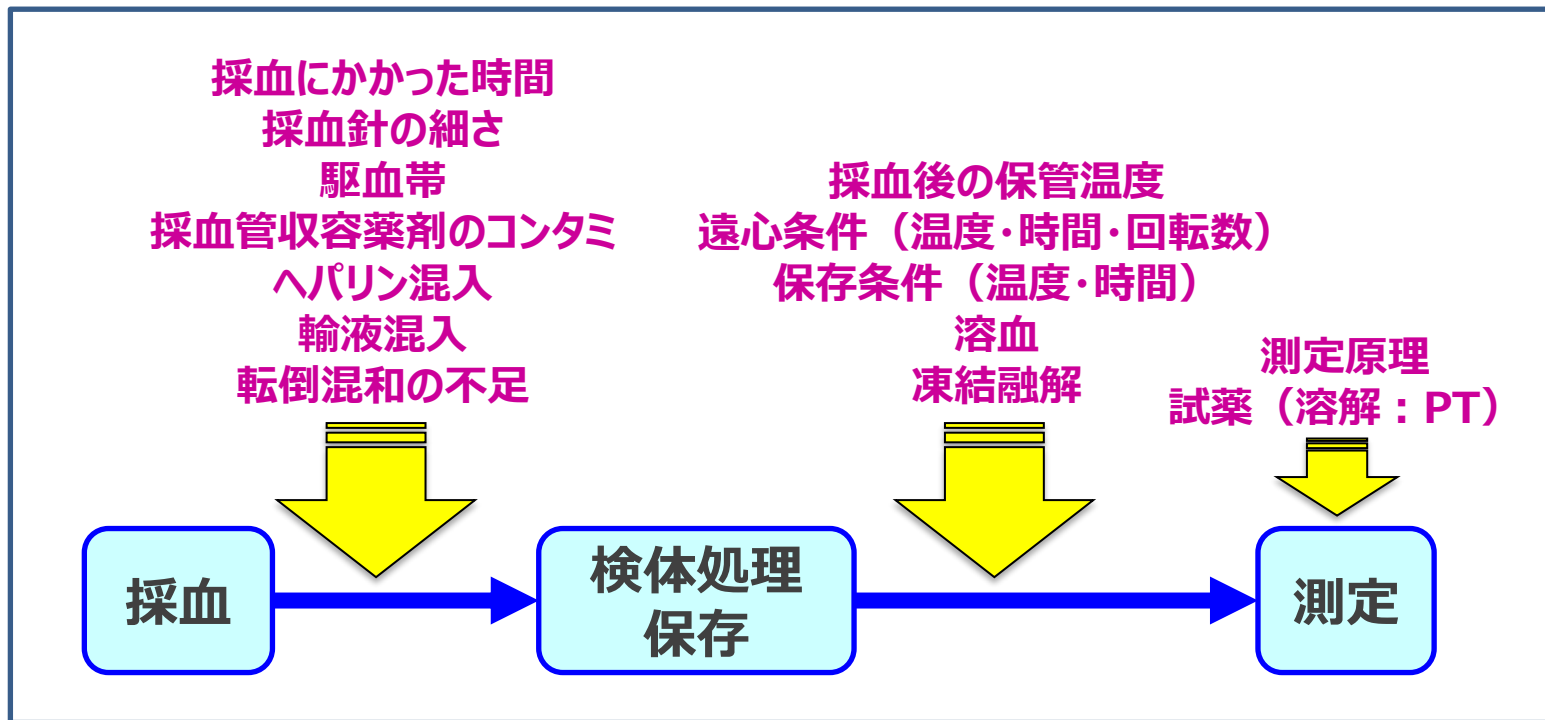 採血にかかった時間
採血針の細さ
駆血帯
採血管収容薬剤のコンタミ
ヘパリン混入
輸液混入
転倒混和の不足
採血後の保管温度
遠心条件（温度・時間・回転数）
保存条件（温度・時間）
溶血
凍結融解
測定原理
試薬（溶解：PT）
採血
検体処理
保存
測定